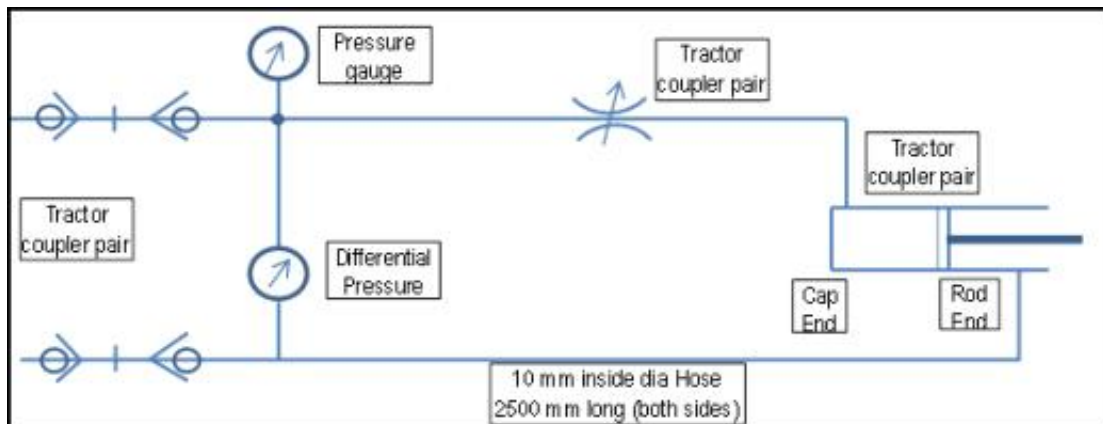 Pressure
gauge
Tractor
coupler pair
Tractor
coupler pair
Tractor
coupler pair
Differential
Pressure
Cap
End
Rod
End
10 mm inside dia Hose
2500 mm long (both sides)